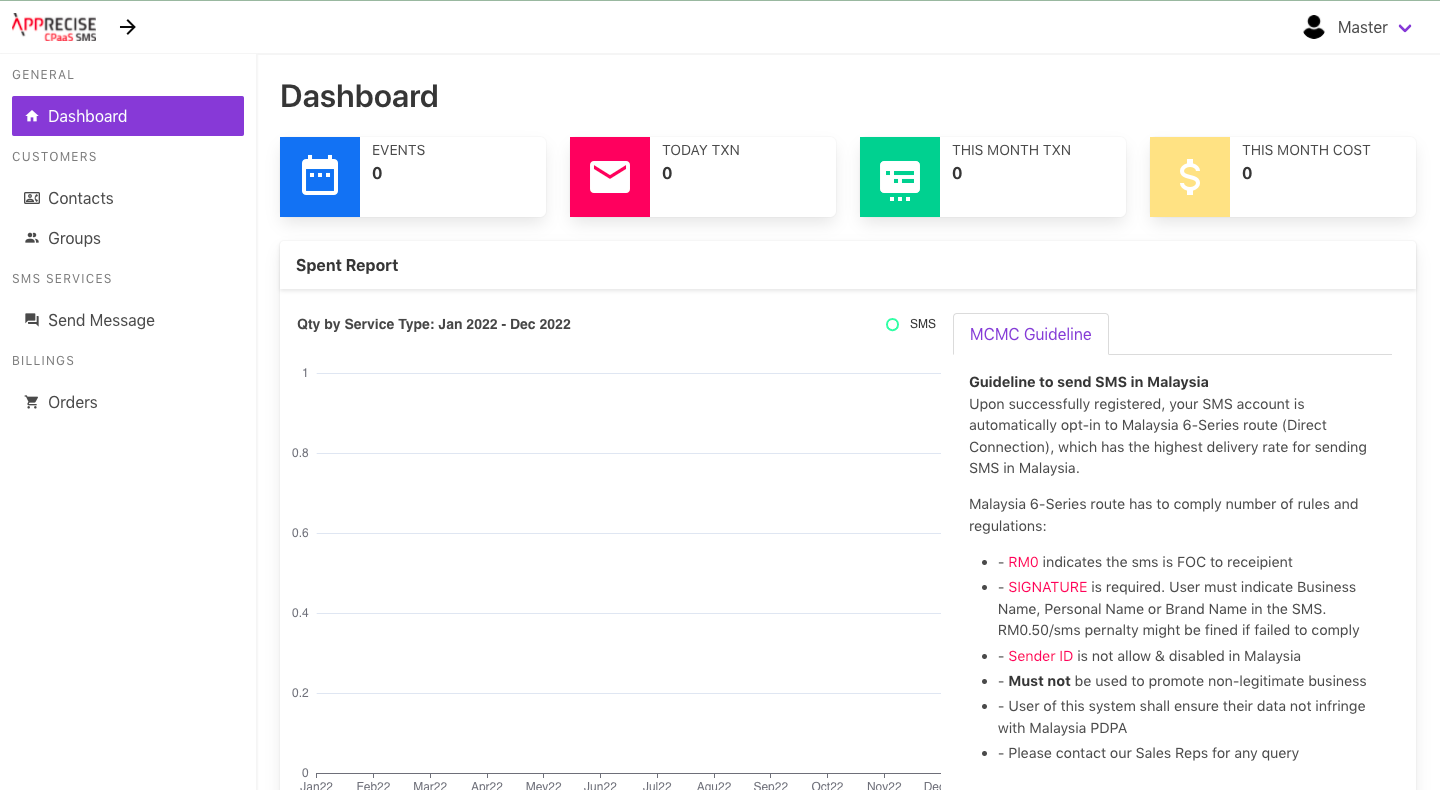 APPRECISE
CPaaS SMS
Master
GENERAL
Dashboard
CUSTOMERS
Contacts
Groups
SMS SERVICES
Send Message
BILLINGS
Orders
Dashboard
EVENTS
0
TODAY TXN
0
THIS MONTH TXN
0
THIS MONTH COST
0
Spent Report
Qty by Service Type: Jan 2022 - Dec 2022
SMS
1
0.8
0.6
0.4
0.2
0
Jan22 Feb22 Mar22 Apr22 Mey22 Jun22 Jul22 Agu22 Sep22 Oct22 Nov22 Dec
MCMC Guideline
Guideline to send SMS in Malaysia
Upon successfully registered, your SMS account is
automatically opt-in to Malaysia 6-Series route (Direct
Connection), which has the highest delivery rate for sending
SMS in Malaysia.
Malaysia 6-Series route has to comply number of rules and
regulations:
• - RM0 indicates the sms is FOC to receipient
• - SIGNATURE is required. User must indicate Business
Name, Personal Name or Brand Name in the SMS.
RM0.50/sms pernalty might be fined if failed to comply
• - Sender ID is not allow & disabled in Malaysia
• - Must not be used to promote non-legitimate business
• - User of this system shall ensure their data not infringe
with Malaysia PDPA
• - Please contact our Sales Reps for any query